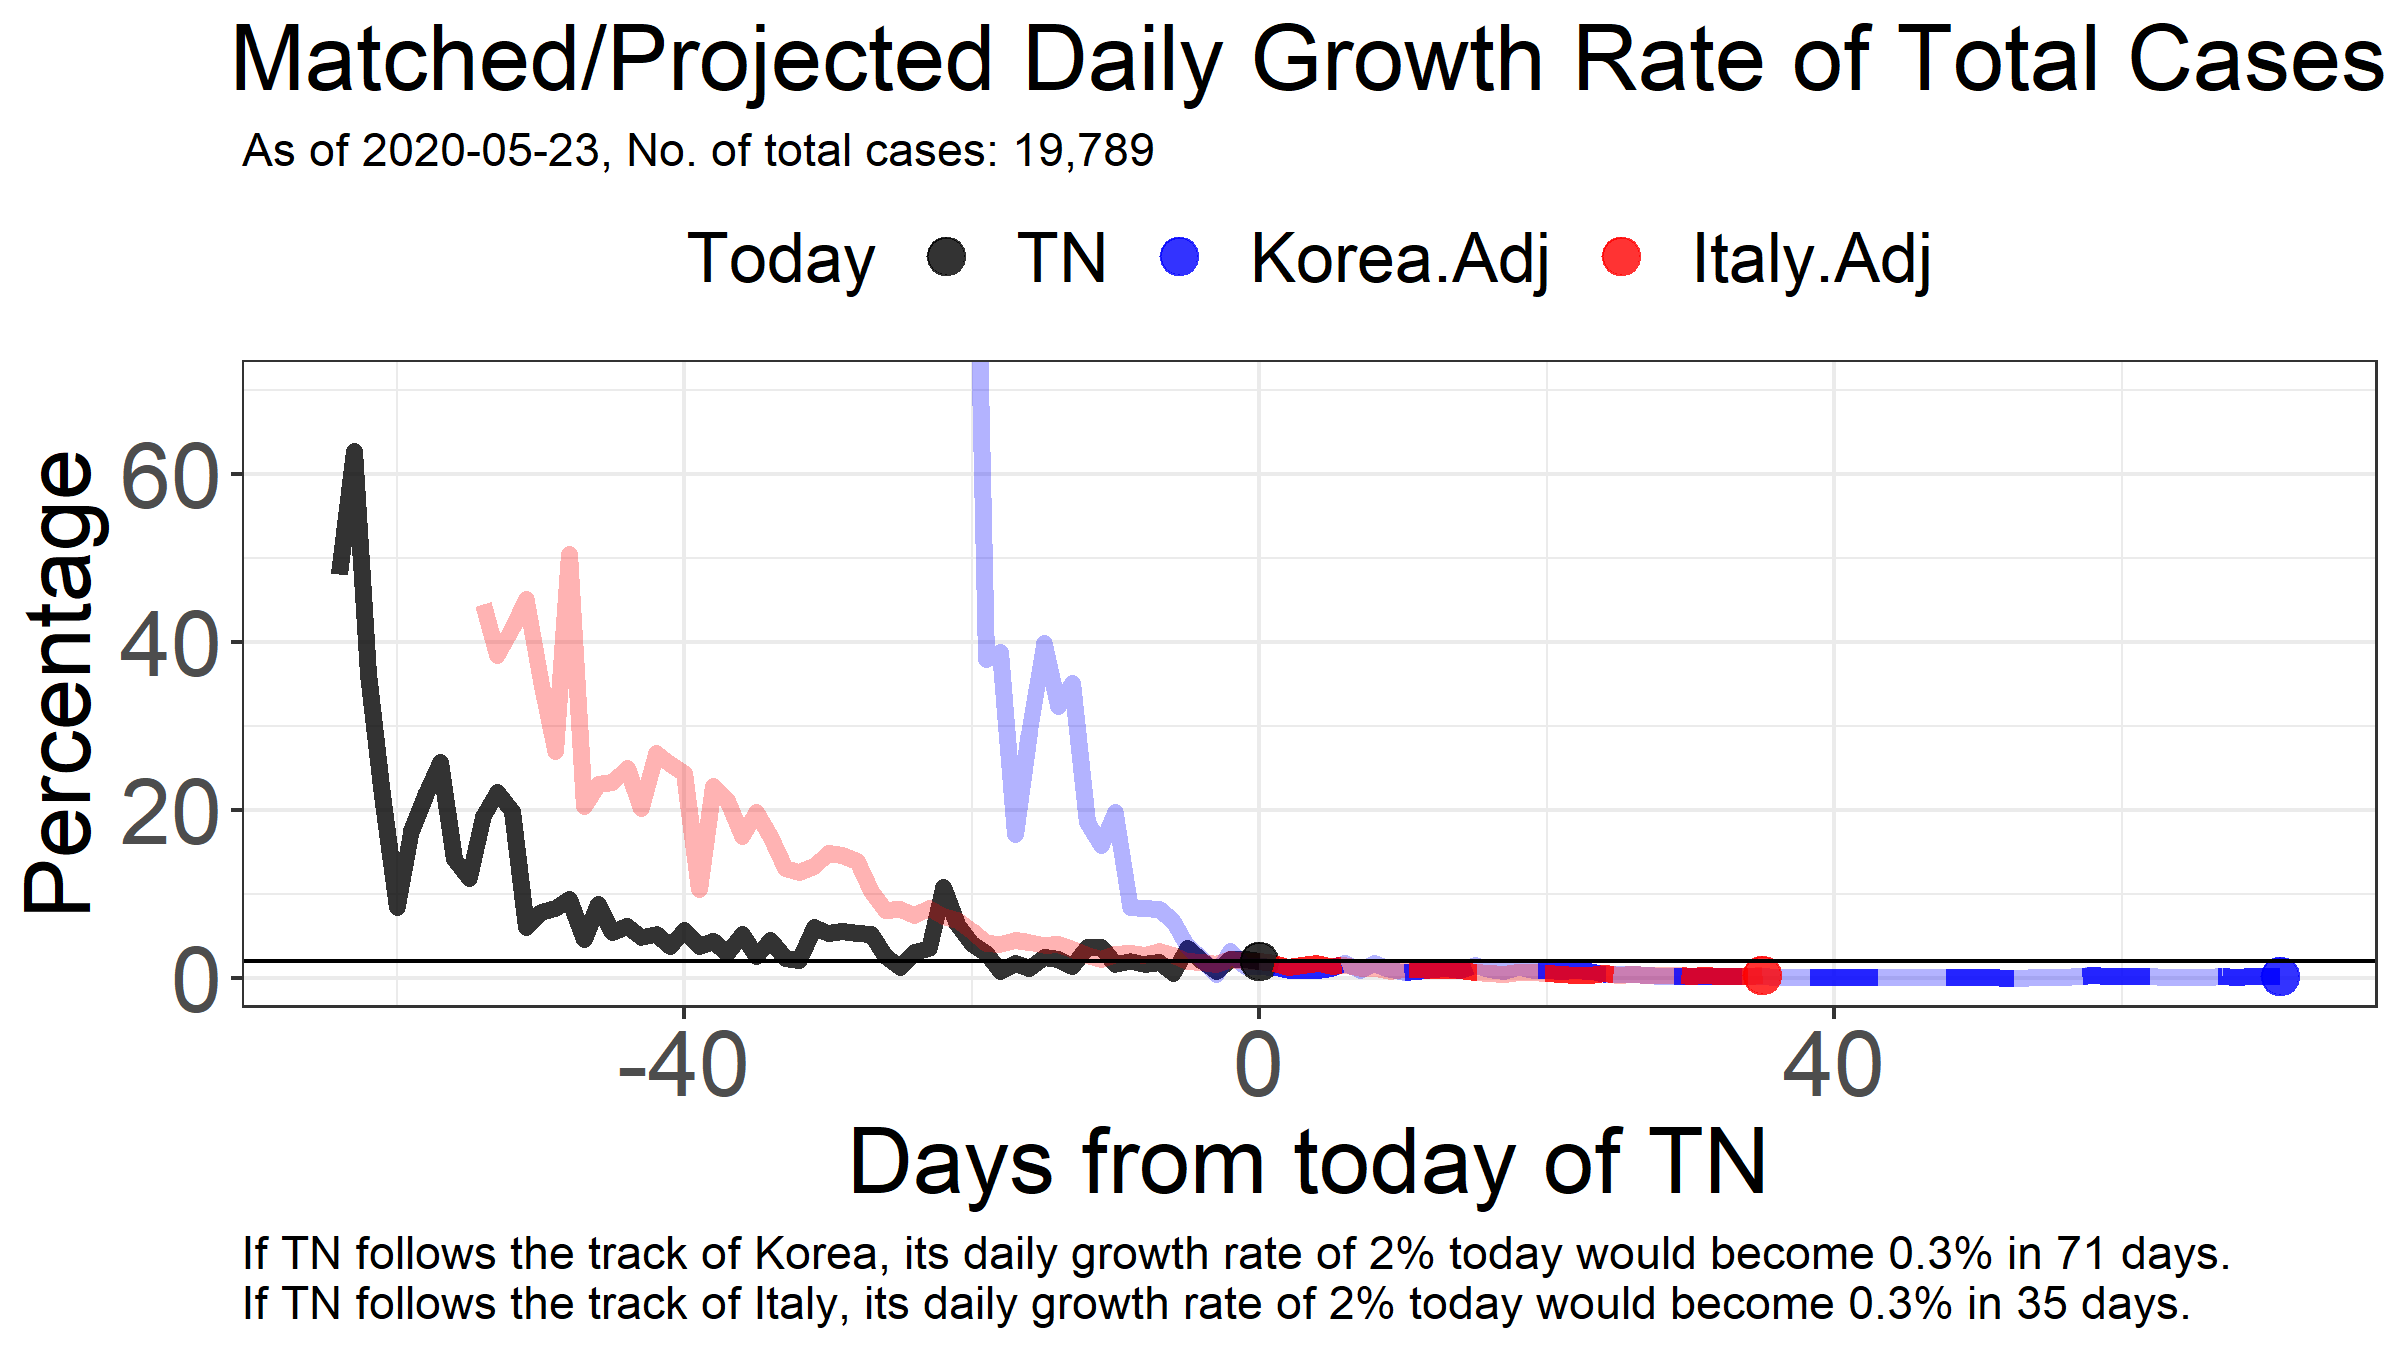 Matched/Projected Daily Growth Rate of Total Cases
As of 2020-05-23, No. of total cases: 19,789
Today TN Korea.Adj Italy.Adj
Percentage
60
40
20
0
-40 0 40
Days from today of TN
If TN follows the track of Korea, its daily growth rate of 2% today would become 0.3% in 71 days.
If TN follows the track of Italy, its daily growth rate of 2% today would become 0.3% in 35 days.